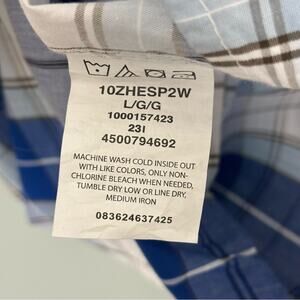 10ZHESP2W
L/G/G
1000157423
23I
4500794692
MACHINE WASH COLD INSIDE OUT
WITH LIKE COLORS, ONLY NON-
CHLORINE BLEACH WHEN NEEDED,
TUMBLE DRY LOW OR LINE DRY,
MEDIUM IRON
083624637425